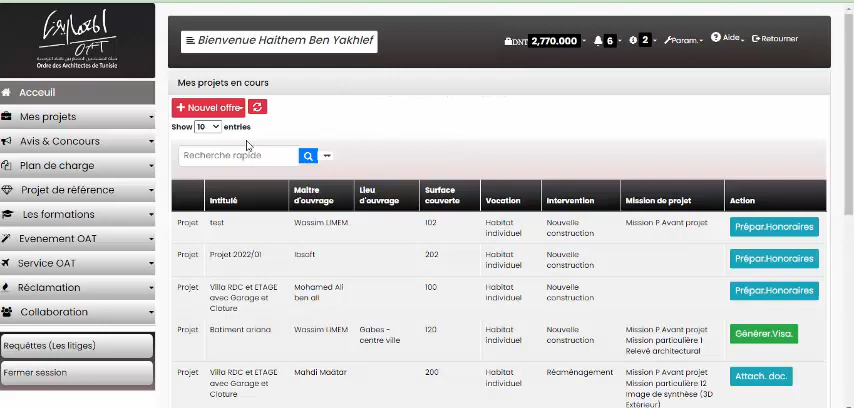 OAT
Ordre des Architectes de Tunisie
Acceuil
Mes projets
Avis & Concours
Plan de charge
Projet de référence
Les formations
Evenement OAT
Service OAT
Réclamation
Collaboration
Requêttes (Les litiges)
Fermer session
Bienvenue Haithem Ben Yakhlef
DNT 2,770.000
6
2
Param.
Aide
Retourner
Mes projets en cours
Nouvel offre
Show 10 entries
Recherche rapide
Intitulé Maitre d'ouvrage Lieu d'ouvrage Surface couverte Vocation Intervention Mission de projet Action
Projet test Wassim LIMEM 102 Habitat individuel Nouvelle construction Mission P Avant projet Prépar.Honoraires
Projet Projet 2022/01 Ibsoft 202 Habitat individuel Nouvelle construction Prépar.Honoraires
Projet Villa RDC et ETAGE avec Garage et Cloture Mohamed Ali ben ali 100 Habitat individuel Nouvelle construction Prépar.Honoraires
Projet Batiment ariana Wassim LIMEM Gabes - centre ville 120 Habitat individuel Nouvelle construction Mission P Avant projet Mission particulière 1 Relevé architectural Générer.Visa.
Projet Villa RDC et ETAGE avec Garage et Cloture Mahdi Maätar 200 Habitat individuel Réaménagement Mission P Avant projet Mission particulière 12 Image de synthèse (3D Extérieur) Attach. doc.